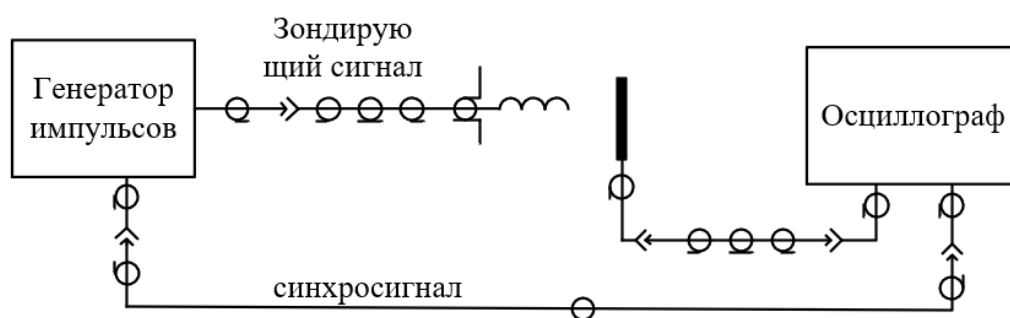 Зондирую
щий сигнал
Генератор
импульсов
Осциллограф
синхросигнал